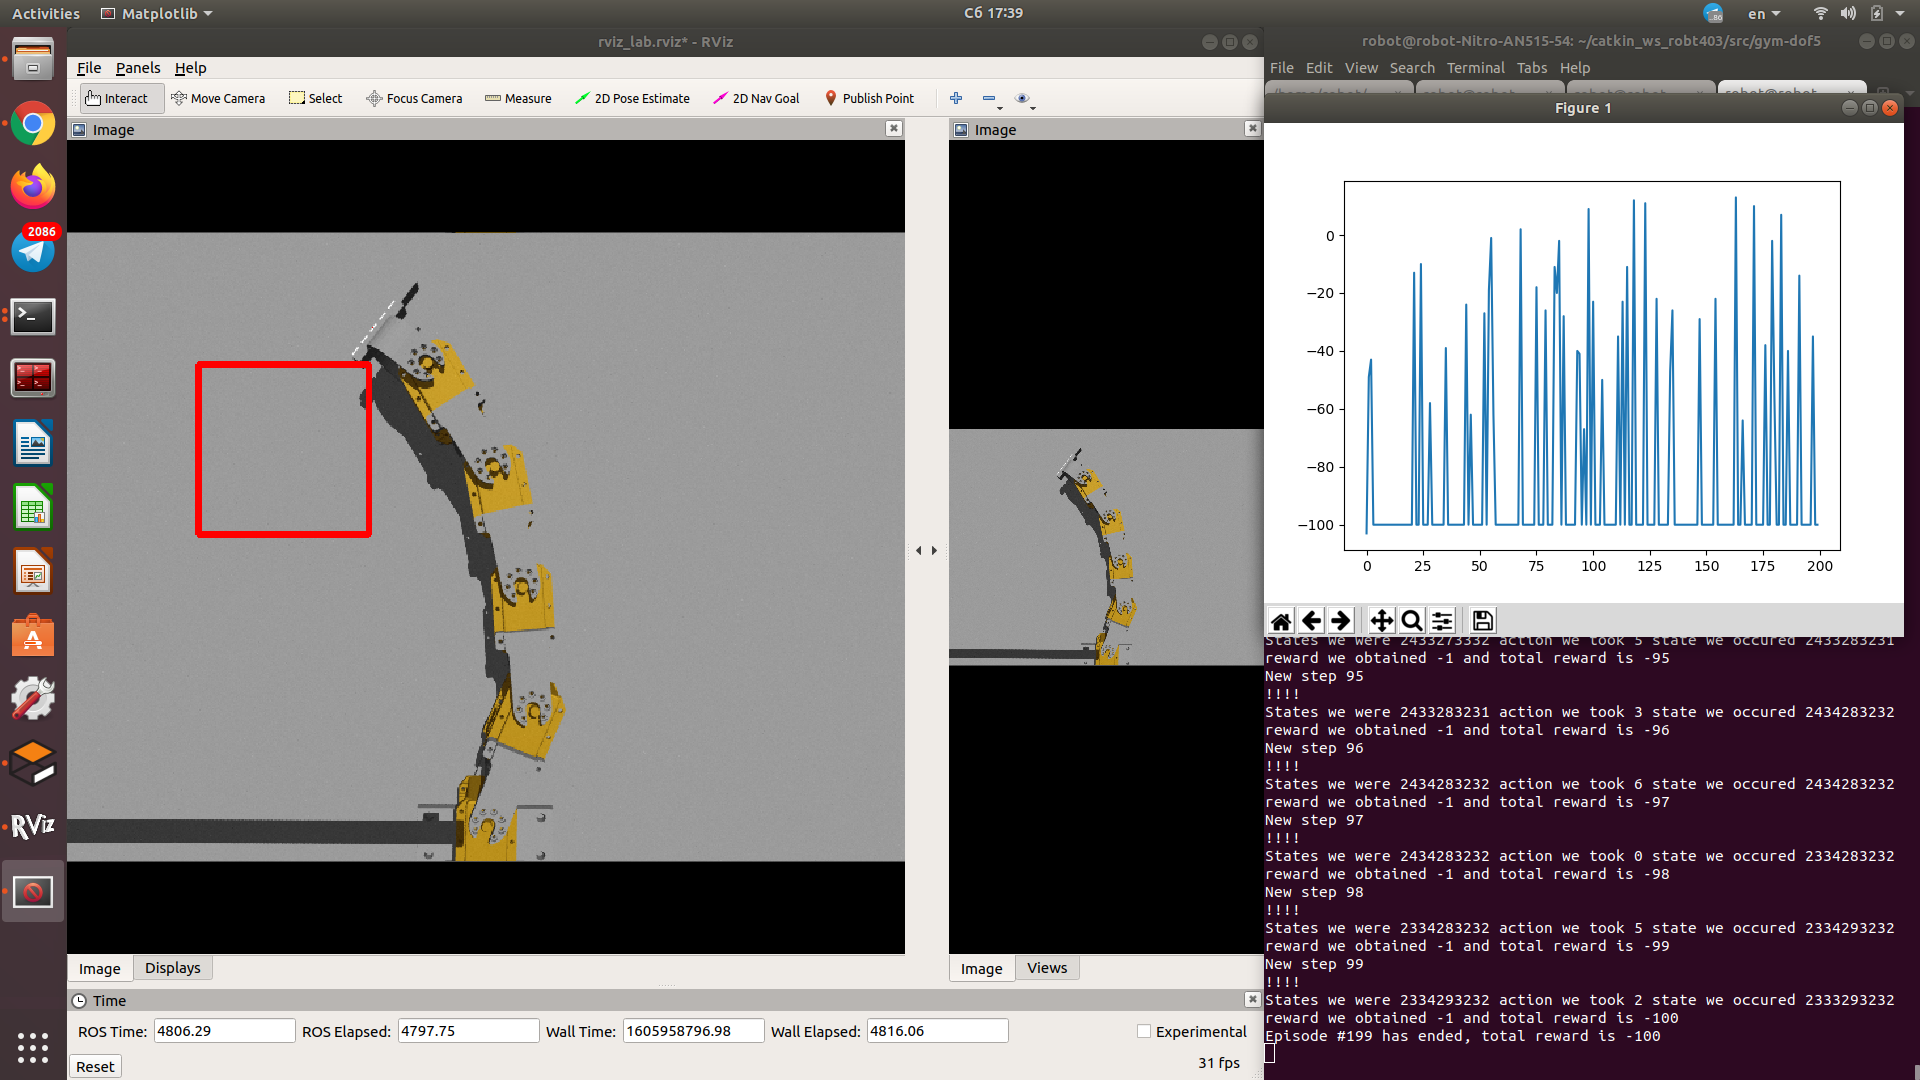 Activities Matplotlib Сб 17:39 86 en
rviz_lab.rviz* - RViz
File Panels Help
Interact Move Camera Select Focus Camera Measure 2D Pose Estimate 2D Nav Goal Publish Point
Image
Image
Image Displays
Image Views
Time
ROS Time: 4806.29 ROS Elapsed: 4797.75 Wall Time: 1605958796.98 Wall Elapsed: 4816.06 Experimental
Reset
31 fps
2086
RViz
robot@robot-Nitro-AN515-54: ~/catkin_ws_robt403/src/gym-dof5
File Edit View Search Terminal Tabs Help
Figure 1
0
−20
−40
−60
−80
−100
0 25 50 75 100 125 150 175 200
States we were 2433273332 action we took 5 state we occured 2433283231
reward we obtained -1 and total reward is -95
New step 95
!!!!
States we were 2433283231 action we took 3 state we occured 2434283232
reward we obtained -1 and total reward is -96
New step 96
!!!!
States we were 2434283232 action we took 6 state we occured 2434283232
reward we obtained -1 and total reward is -97
New step 97
!!!!
States we were 2434283232 action we took 0 state we occured 2334283232
reward we obtained -1 and total reward is -98
New step 98
!!!!
States we were 2334283232 action we took 5 state we occured 2334293232
reward we obtained -1 and total reward is -99
New step 99
!!!!
States we were 2334293232 action we took 2 state we occured 2333293232
reward we obtained -1 and total reward is -100
Episode #199 has ended, total reward is -100